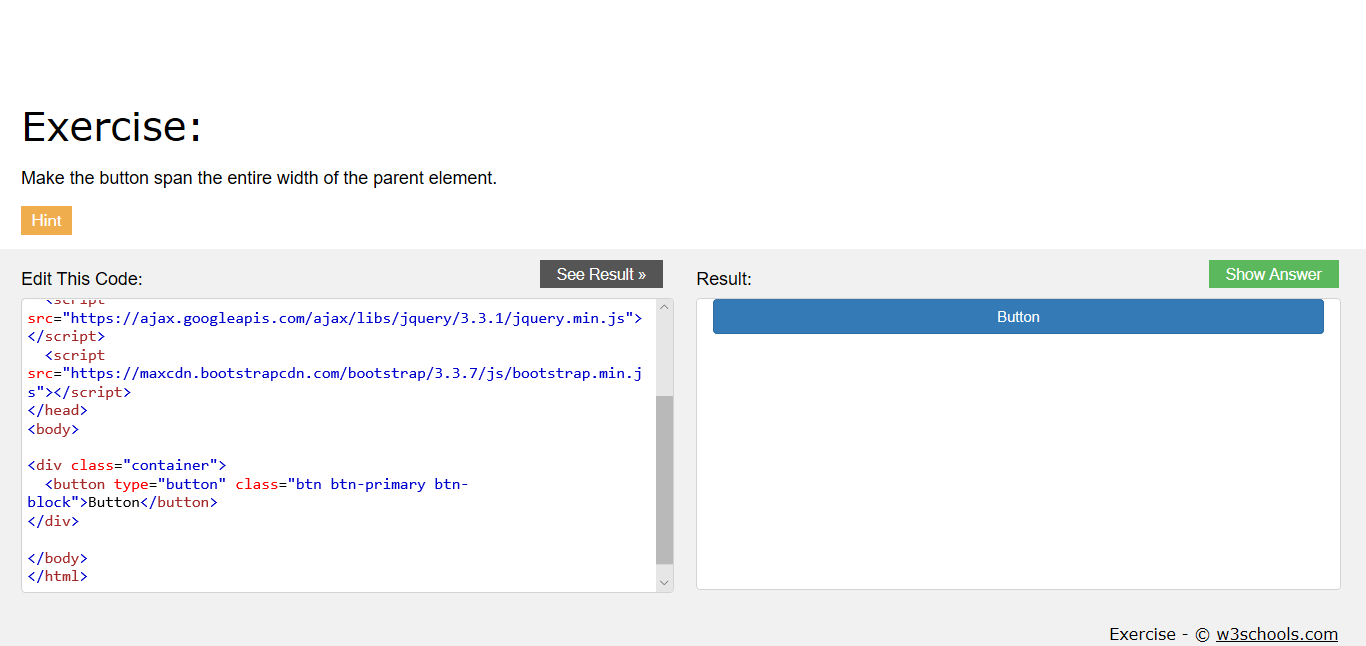 Exercise:
Make the button span the entire width of the parent element.
Hint
Edit This Code:
See Result »
<script
src="https://ajax.googleapis.com/ajax/libs/jquery/3.3.1/jquery.min.js">
</script>
<script
src="https://maxcdn.bootstrapcdn.com/bootstrap/3.3.7/js/bootstrap.min.j
s"></script>
</head>
<body>
<div class="container">
<button type="button" class="btn btn-primary btn-
block">Button</button>
</div>
</body>
</html>
Result:
Show Answer
Button
Exercise - © w3schools.com